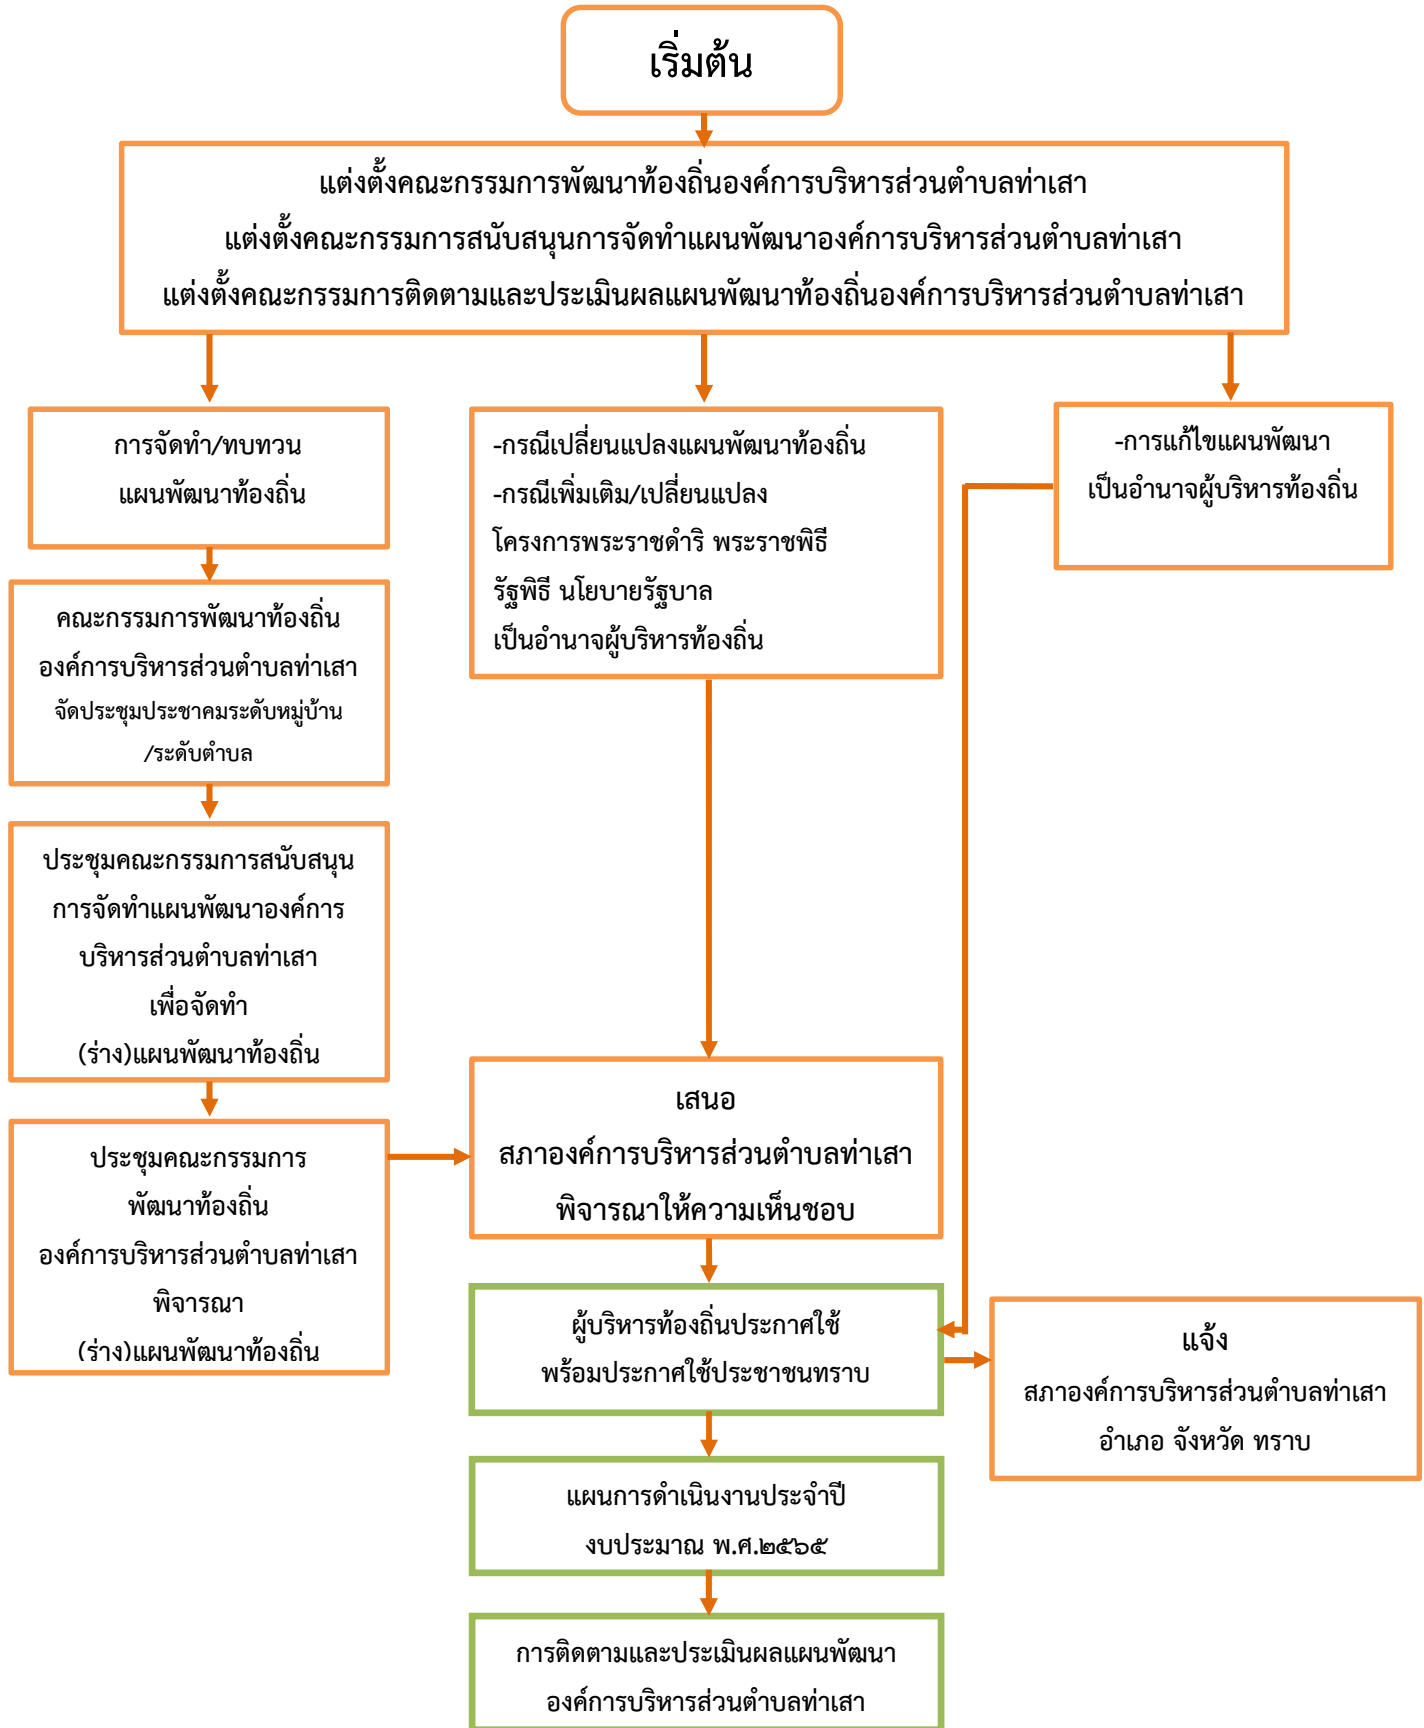 เริ่มต้น
แต่งตั้งคณะกรรมการพัฒนาท้องถิ่นองค์การบริหารส่วนตำบลท่าเสา
แต่งตั้งคณะกรรมการสนับสนุนการจัดทำแผนพัฒนาองค์การบริหารส่วนตำบลท่าเสา
แต่งตั้งคณะกรรมการติดตามและประเมินผลแผนพัฒนาท้องถิ่นองค์การบริหารส่วนตำบลท่าเสา
การจัดทำ/ทบทวน
แผนพัฒนาท้องถิ่น
-กรณีเปลี่ยนแปลงแผนพัฒนาท้องถิ่น
-กรณีเพิ่มเติม/เปลี่ยนแปลง
โครงการพระราชดำริ พระราชพิธี
รัฐพิธี นโยบายรัฐบาล
เป็นอำนาจผู้บริหารท้องถิ่น
-การแก้ไขแผนพัฒนา
เป็นอำนาจผู้บริหารท้องถิ่น
คณะกรรมการพัฒนาท้องถิ่น
องค์การบริหารส่วนตำบลท่าเสา
จัดประชุมประชาคมระดับหมู่บ้าน
/ระดับตำบล
ประชุมคณะกรรมการสนับสนุน
การจัดทำแผนพัฒนาองค์การ
บริหารส่วนตำบลท่าเสา
เพื่อจัดทำ
(ร่าง)แผนพัฒนาท้องถิ่น
ประชุมคณะกรรมการ
พัฒนาท้องถิ่น
องค์การบริหารส่วนตำบลท่าเสา
พิจารณา
(ร่าง)แผนพัฒนาท้องถิ่น
เสนอ
สภาองค์การบริหารส่วนตำบลท่าเสา
พิจารณาให้ความเห็นชอบ
ผู้บริหารท้องถิ่นประกาศใช้
พร้อมประกาศใช้ประชาชนทราบ
แจ้ง
สภาองค์การบริหารส่วนตำบลท่าเสา
อำเภอ จังหวัด ทราบ
แผนการดำเนินงานประจำปี
งบประมาณ พ.ศ.๒๕๖๕
การติดตามและประเมินผลแผนพัฒนา
องค์การบริหารส่วนตำบลท่าเสา